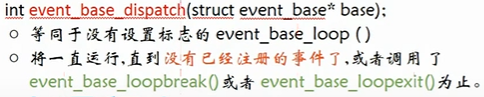 int event_base_dispatch(struct event_base* base);
○ 等同于没有设置标志的 event_base_loop ( )
○ 将一直运行,直到没有已经注册的事件了,或者调用了
event_base_loopbreak()或者 event_base_loopexit()为止。